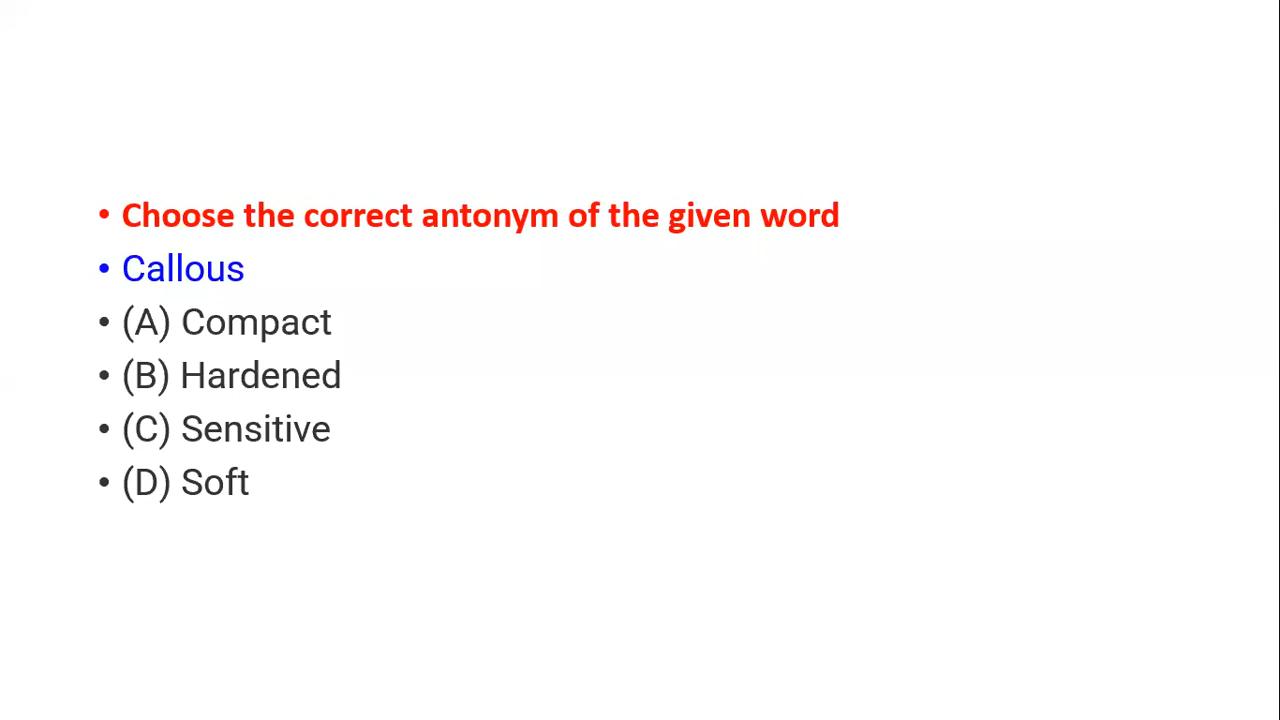 • Choose the correct antonym of the given word
• Callous
• (A) Compact
• (B) Hardened
• (C) Sensitive
• (D) Soft